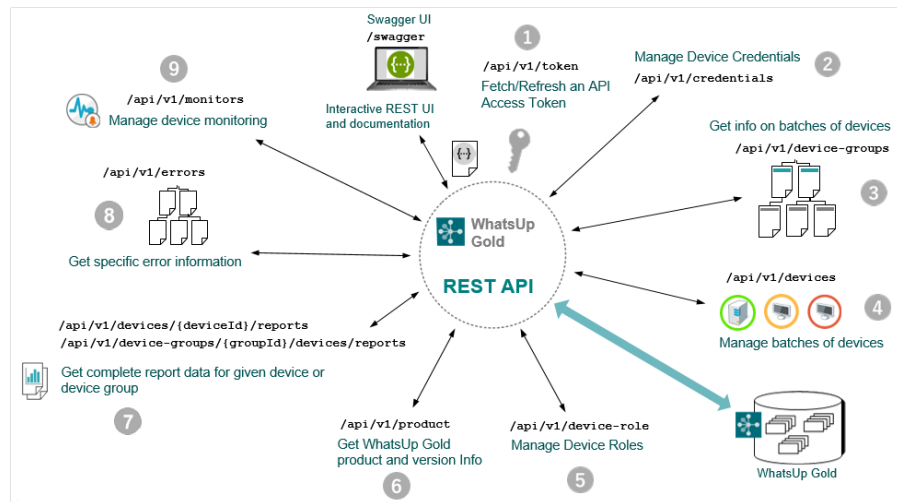 Swagger UI
/swagger
Interactive REST UI
and documentation
{··}
1
/api/v1/token
Fetch/Refresh an API
Access Token
Manage Device Credentials
/api/v1/credentials
2
Get info on batches of devices
/api/v1/device-groups
3
/api/v1/devices
Manage batches of devices
4
WhatsUp Gold
/api/v1/device-role
Manage Device Roles
5
/api/v1/product
Get WhatsUp Gold
product and version Info
6
/api/v1/devices/{deviceId}/reports
/api/v1/device-groups/{groupId}/devices/reports
Get complete report data for given device or
device group
7
/api/v1/errors
8
Get specific error information
9
/api/v1/monitors
Manage device monitoring
WhatsUp
Gold
REST API